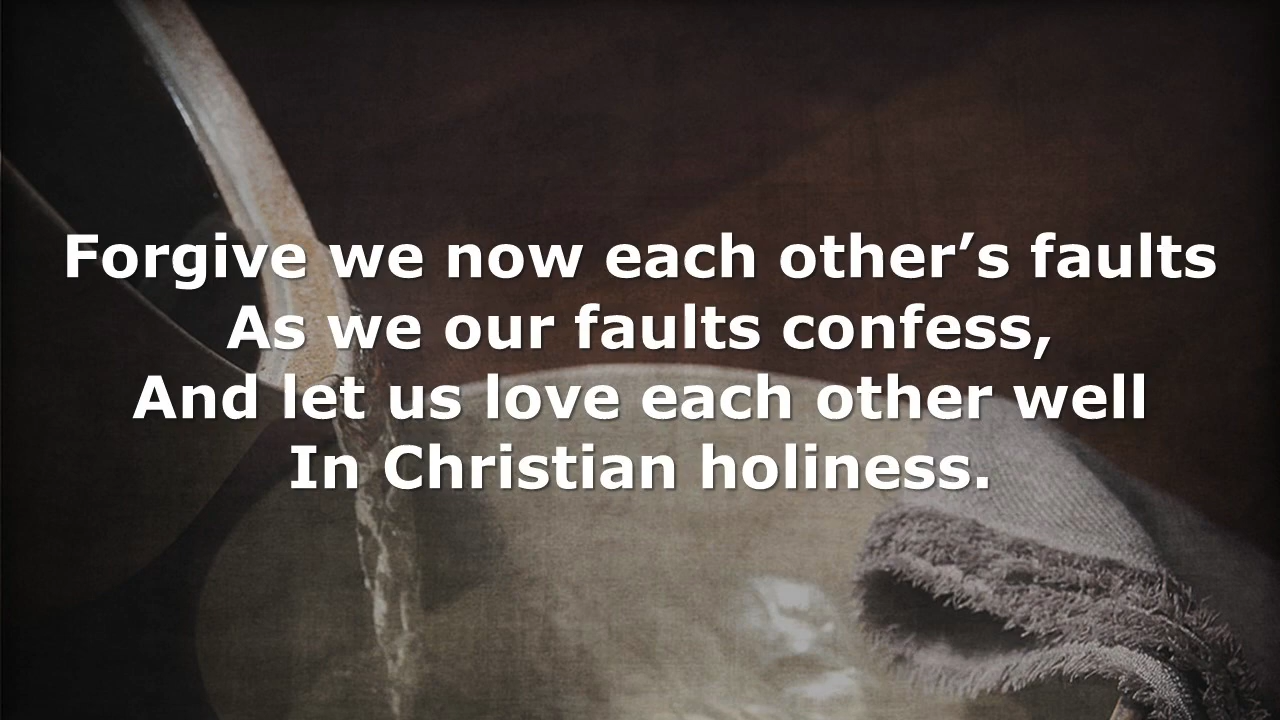 Forgive we now each other’s faults
As we our faults confess,
And let us love each other well
In Christian holiness.